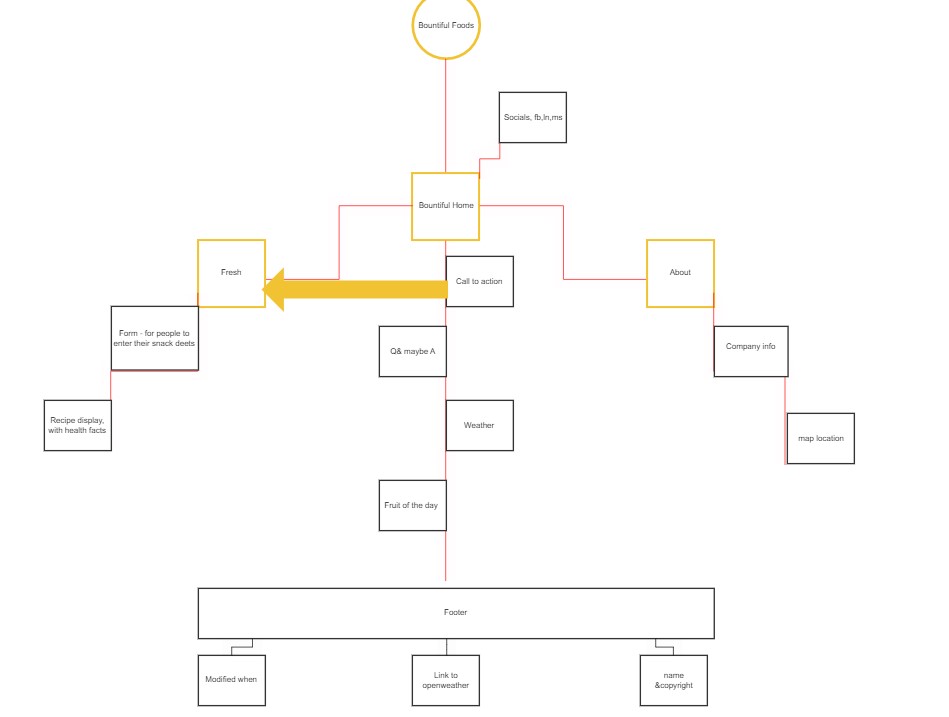 Bountiful Foods
Socials, fb,In,ms
Bountiful Home
Fresh
About
Call to action
Form - for people to
enter their snack deets
Q& maybe A
Company info
Recipe display,
with health facts
Weather
map location
Fruit of the day
Footer
Modified when
Link to
openweather
name
&copyright